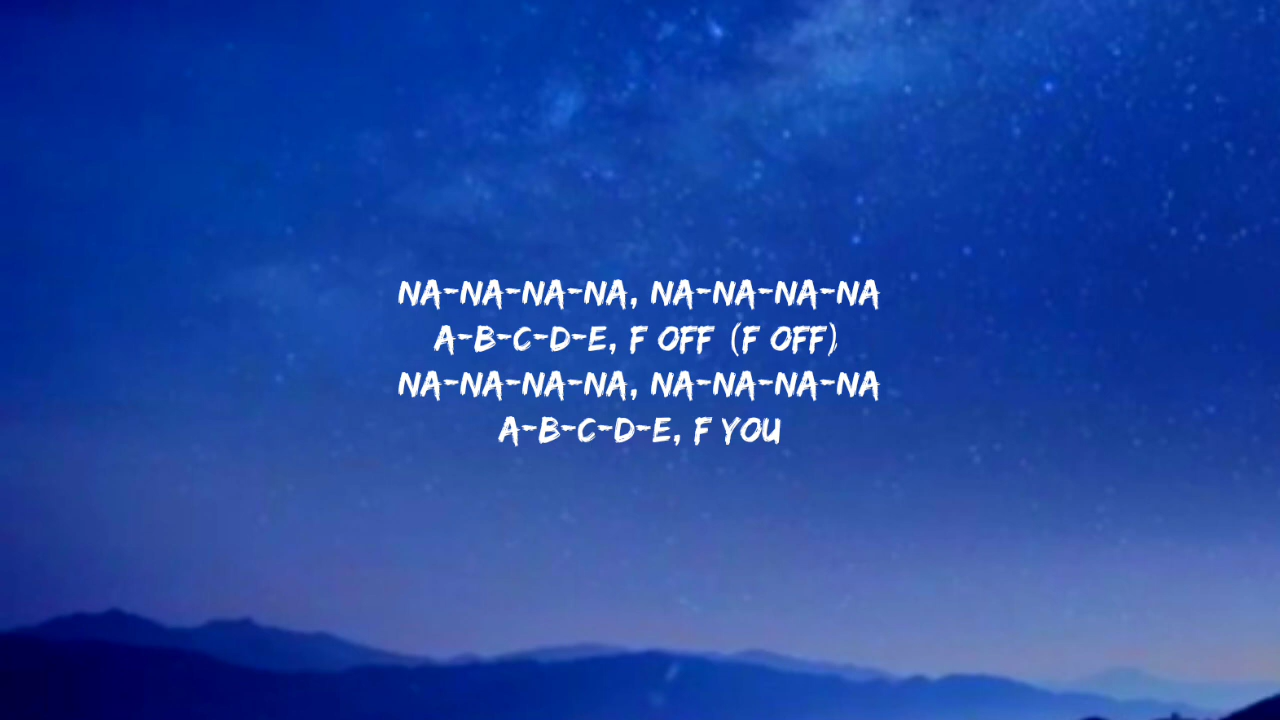 NA-NA-NA-NA, NA-NA-NA-NA
A-B-C-D-E, F OFF (F OFF)
NA-NA-NA-NA, NA-NA-NA-NA
A-B-C-D-E, F YOU